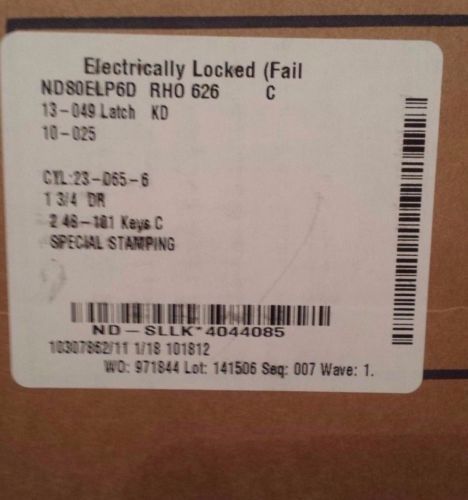 Electrically Locked (Fail
ND80ELP6D RHO 626 C
13-049 Latch KD
10-025
CYL:23-065-6
1 3/4 DR
2 48-101 Keys C
SPECIAL STAMPING
ND-SLLK*4044085
10307862/11 1/18 101812
WO: 971844 Lot: 141506 Seq: 007 Wave: 1.